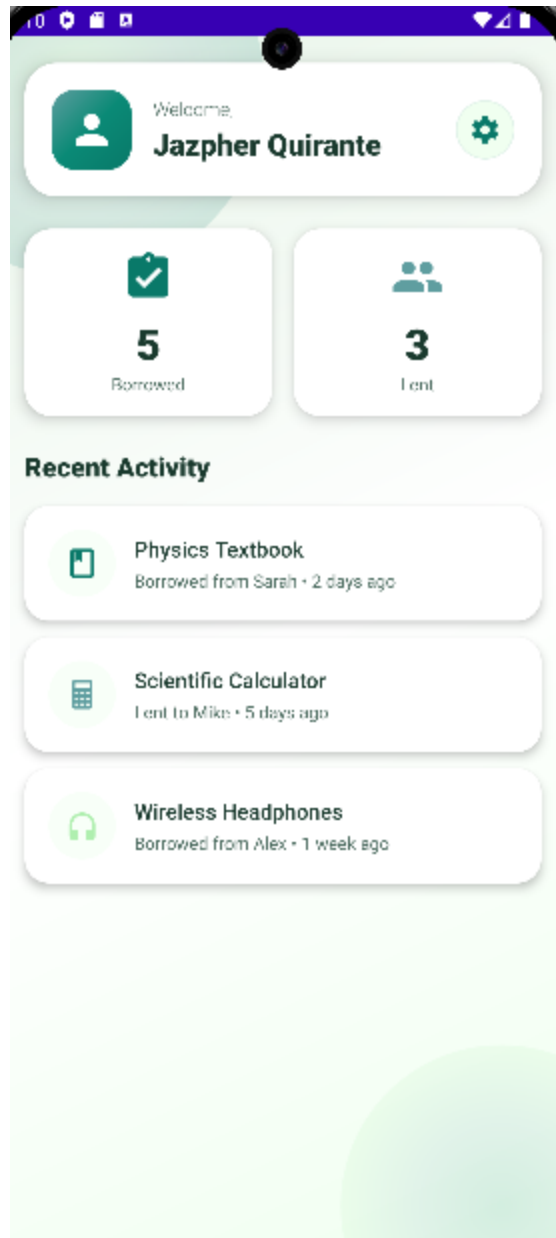 Welcome,
Jazpher Quirante
5
Borrowed
3
Lent
Recent Activity
Physics Textbook
Borrowed from Sarah • 2 days ago
Scientific Calculator
Lent to Mike • 5 days ago
Wireless Headphones
Borrowed from Alex • 1 week ago